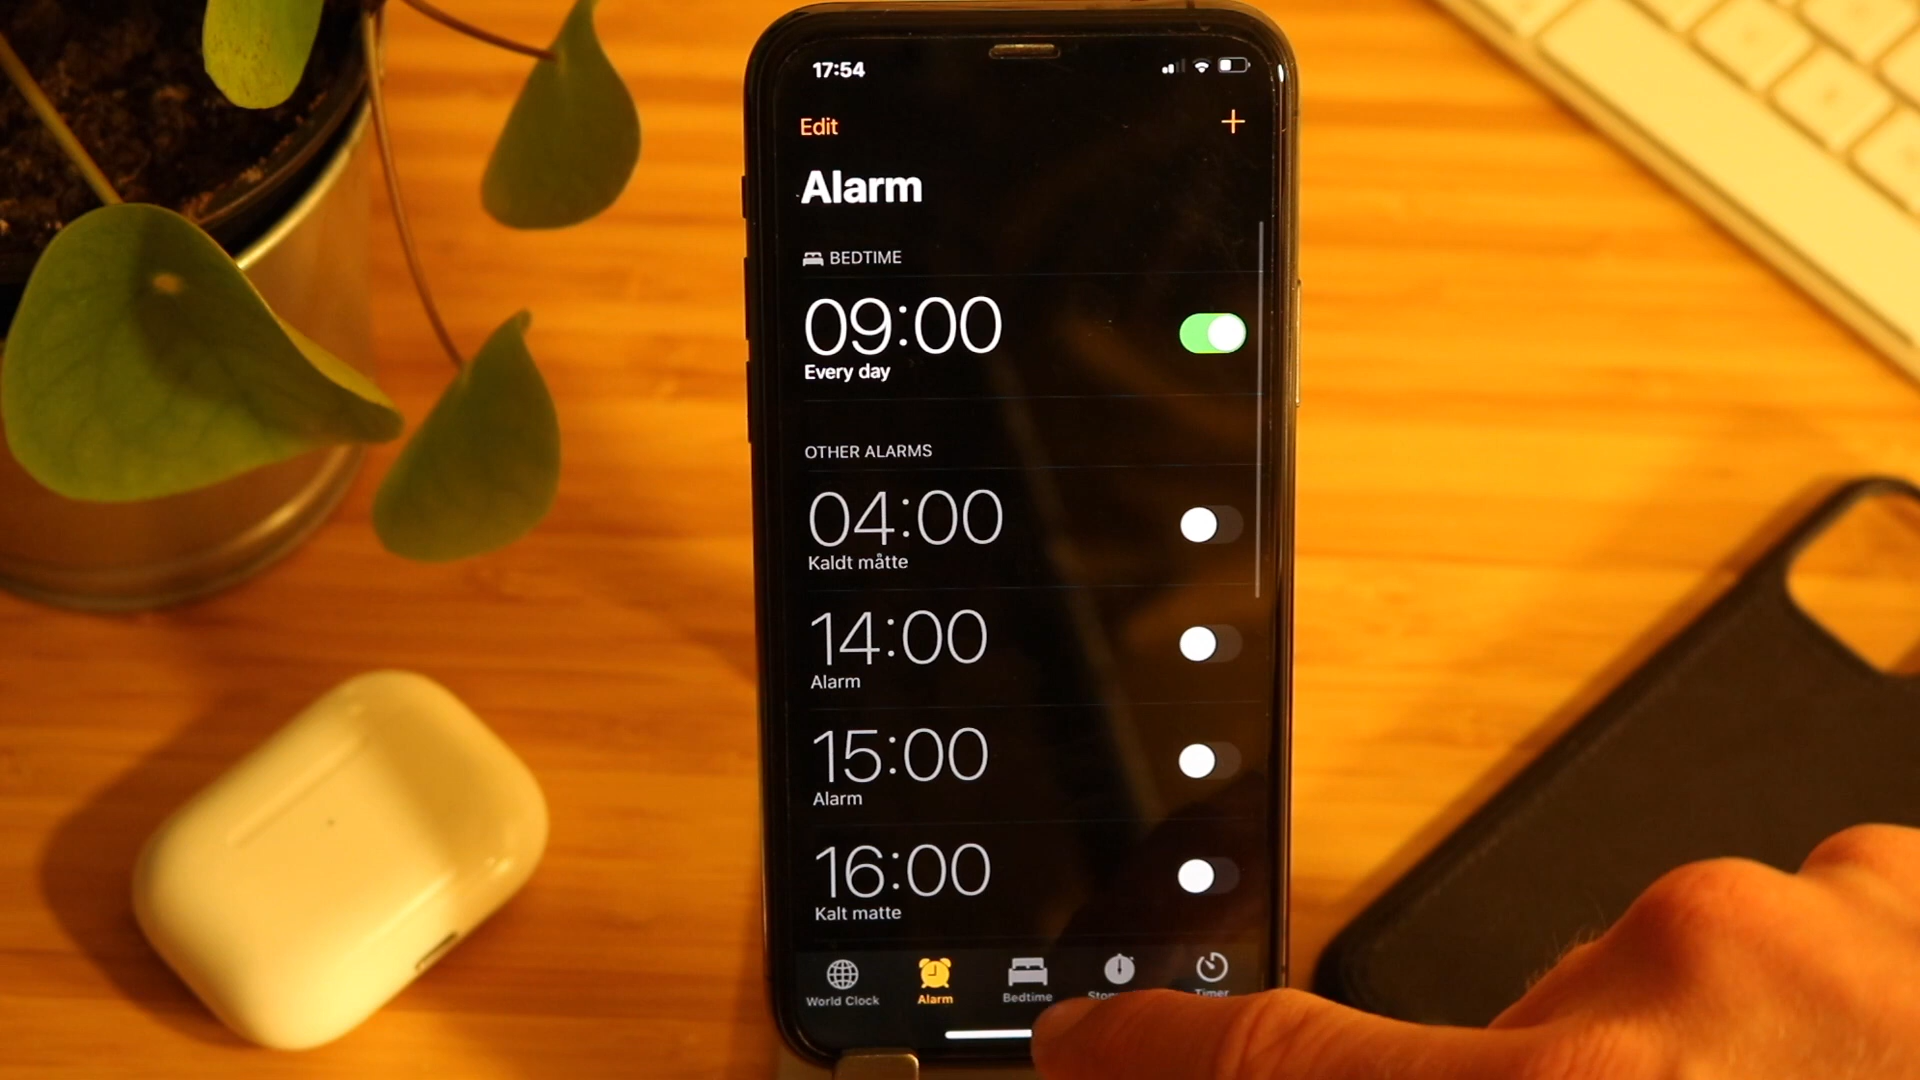 17:54
Edit
+
Alarm
BEDTIME
09:00
Every day
OTHER ALARMS
04:00
Kaldt måtte
14:00
Alarm
15:00
Alarm
16:00
Kalt matte
World Clock Alarm Bedtime Timer